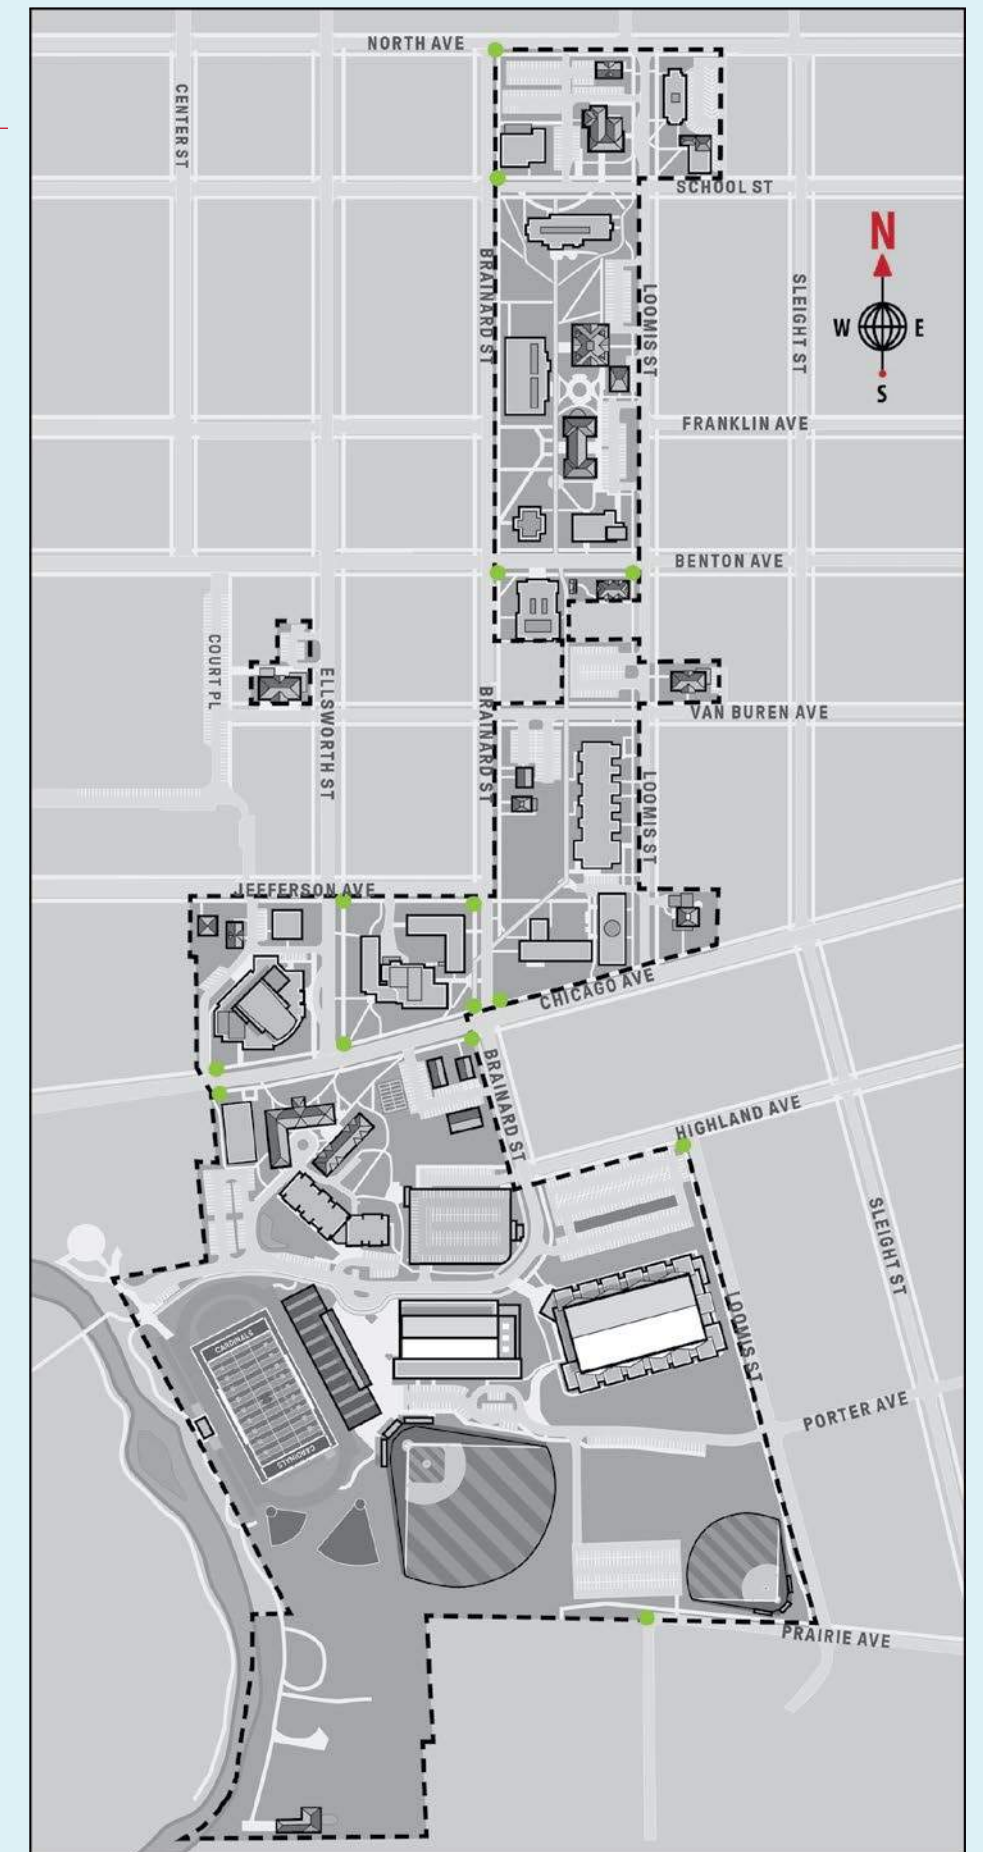 NORTH AVE
CENTER ST
SCHOOL ST
N
W
E
S
BRAINARD ST
LOOMIS ST
SLEIGHT ST
FRANKLIN AVE
BENTON AVE
COURT PL
ELLSWORTH ST
BRAINARD ST
VAN BUREN AVE
LOOMIS ST
JEFFERSON AVE
CHICAGO AVE
BRAINARD ST
HIGHLAND AVE
SLEIGHT ST
LOOMIS ST
CARDINALS
PORTER AVE
CARDINALS
PRAIRIE AVE